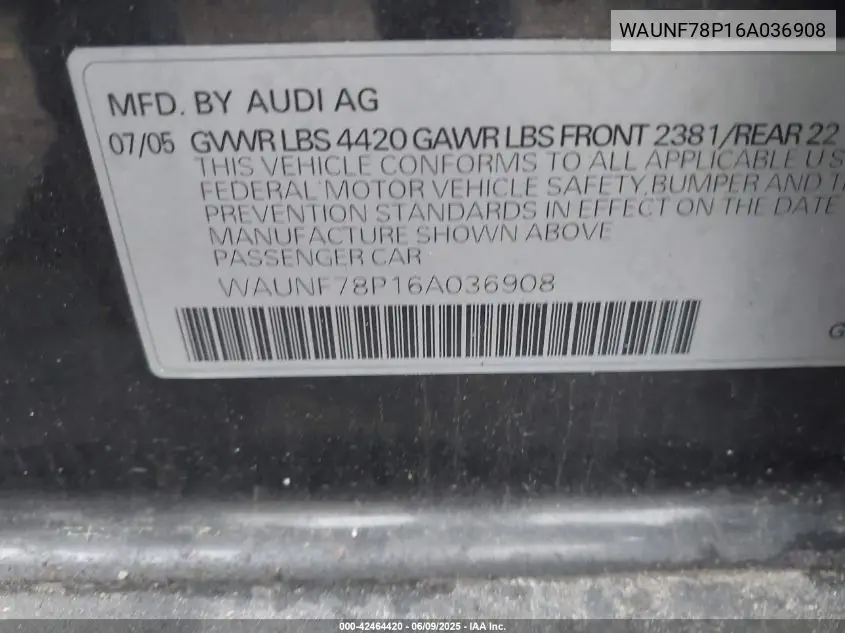 WAUNF78P16A036908
MFD. BY AUDI AG
07/05 GVWR LBS 4420 GAWR LBS FRONT 2381/REAR 22
THIS VEHICLE CONFORMS TO ALL APPLICABLE U S
FEDERAL MOTOR VEHICLE SAFETY, BUMPER AND
PREVENTION STANDARDS IN EFFECT ON THE DATE
MANUFACTURE SHOWN ABOVE
PASSENGER CAR
WAUNF78P16A036908
G
000-42464420 - 06/09/2025 - IAA Inc.